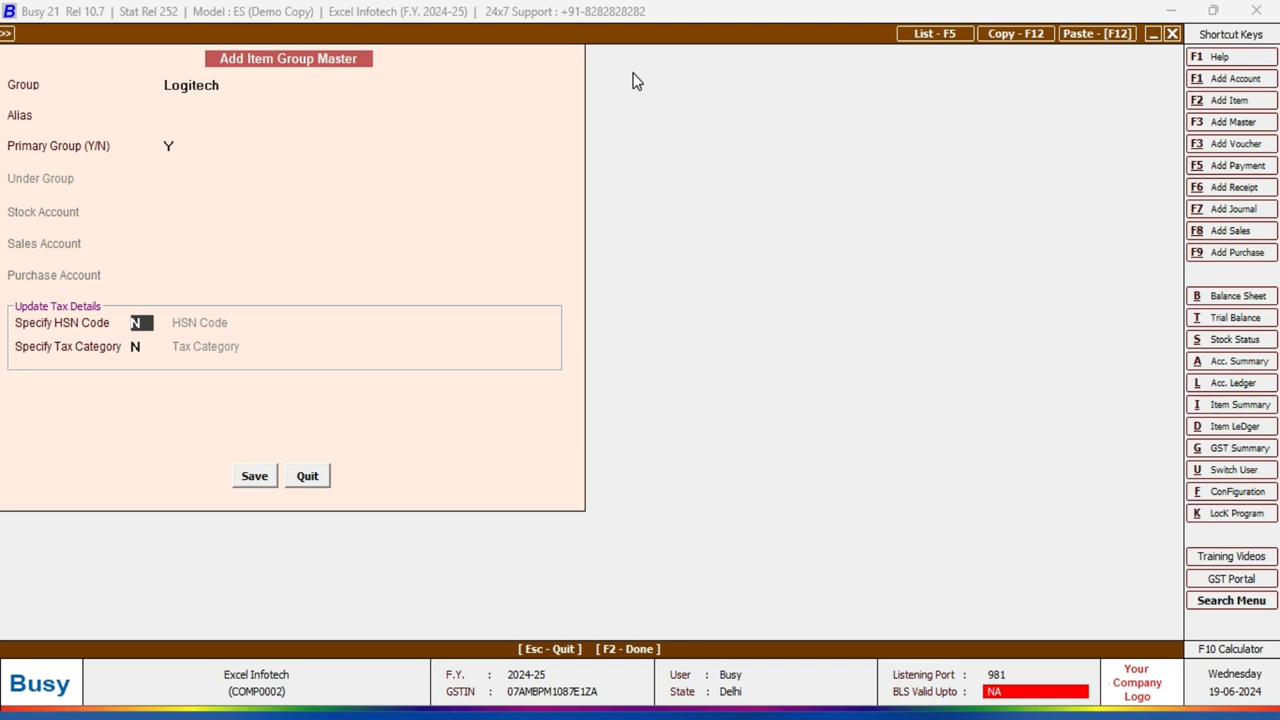 B Busy 21 Rel 10.7 | Stat Rel 252 | Model : ES (Demo Copy) | Excel Infotech (F.Y. 2024-25) | 24x7 Support : +91-8282828282
>> List - F5 Copy - F12 Paste - [F12] _ X Shortcut Keys
Add Item Group Master
Group Logitech
Alias
Primary Group (Y/N) Y
Under Group
Stock Account
Sales Account
Purchase Account
Update Tax Details
Specify HSN Code N HSN Code
Specify Tax Category N Tax Category
Save Quit
F1 Help
F1 Add Account
F2 Add Item
F3 Add Master
F3 Add Voucher
F5 Add Payment
F6 Add Receipt
F7 Add Journal
F8 Add Sales
F9 Add Purchase
B Balance Sheet
T Trial Balance
S Stock Status
A Acc. Summary
L Acc. Ledger
I Item Summary
D Item LeDger
G GST Summary
U Switch User
F ConFiguration
K LocK Program
Training Videos
GST Portal
Search Menu
[ Esc - Quit ] [ F2 - Done ] F10 Calculator
Busy
Excel Infotech
(COMP0002)
F.Y. : 2024-25
GSTIN : 07AMBPM1087E1ZA
User : Busy
State : Delhi
Listening Port : 981
BLS Valid Upto : NA
Your
Company
Logo
Wednesday
19-06-2024